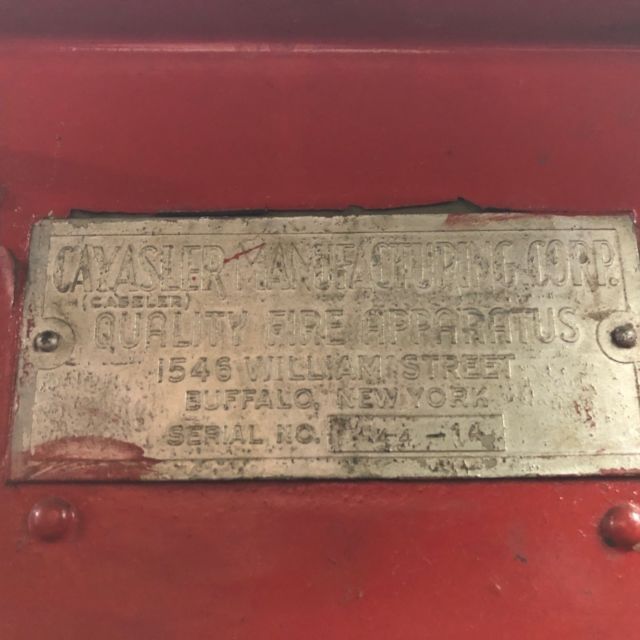 CAYASLER MANUFACTURING CORP.
(CASELER)
QUALITY FIRE APPARATUS
1546 WILLIAM STREET
BUFFALO, NEW YORK
SERIAL NO.